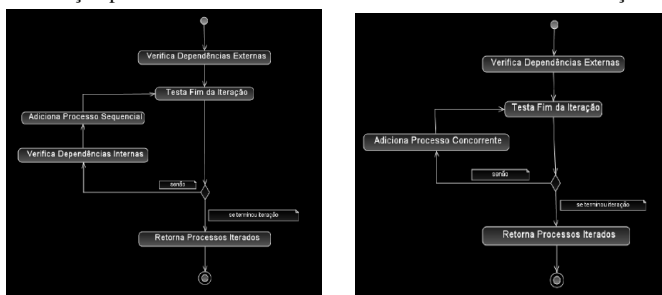 Verifica Dependências Externas
Testa Fim da Iteração
Adiciona Processo Sequencial
Verifica Dependências Internas
senão
se terminou iteração
Retorna Processos Iterados
Verifica Dependências Externas
Testa Fim da Iteração
Adiciona Processo Concorrente
senão
se terminou iteração
Retorna Processos Iterados